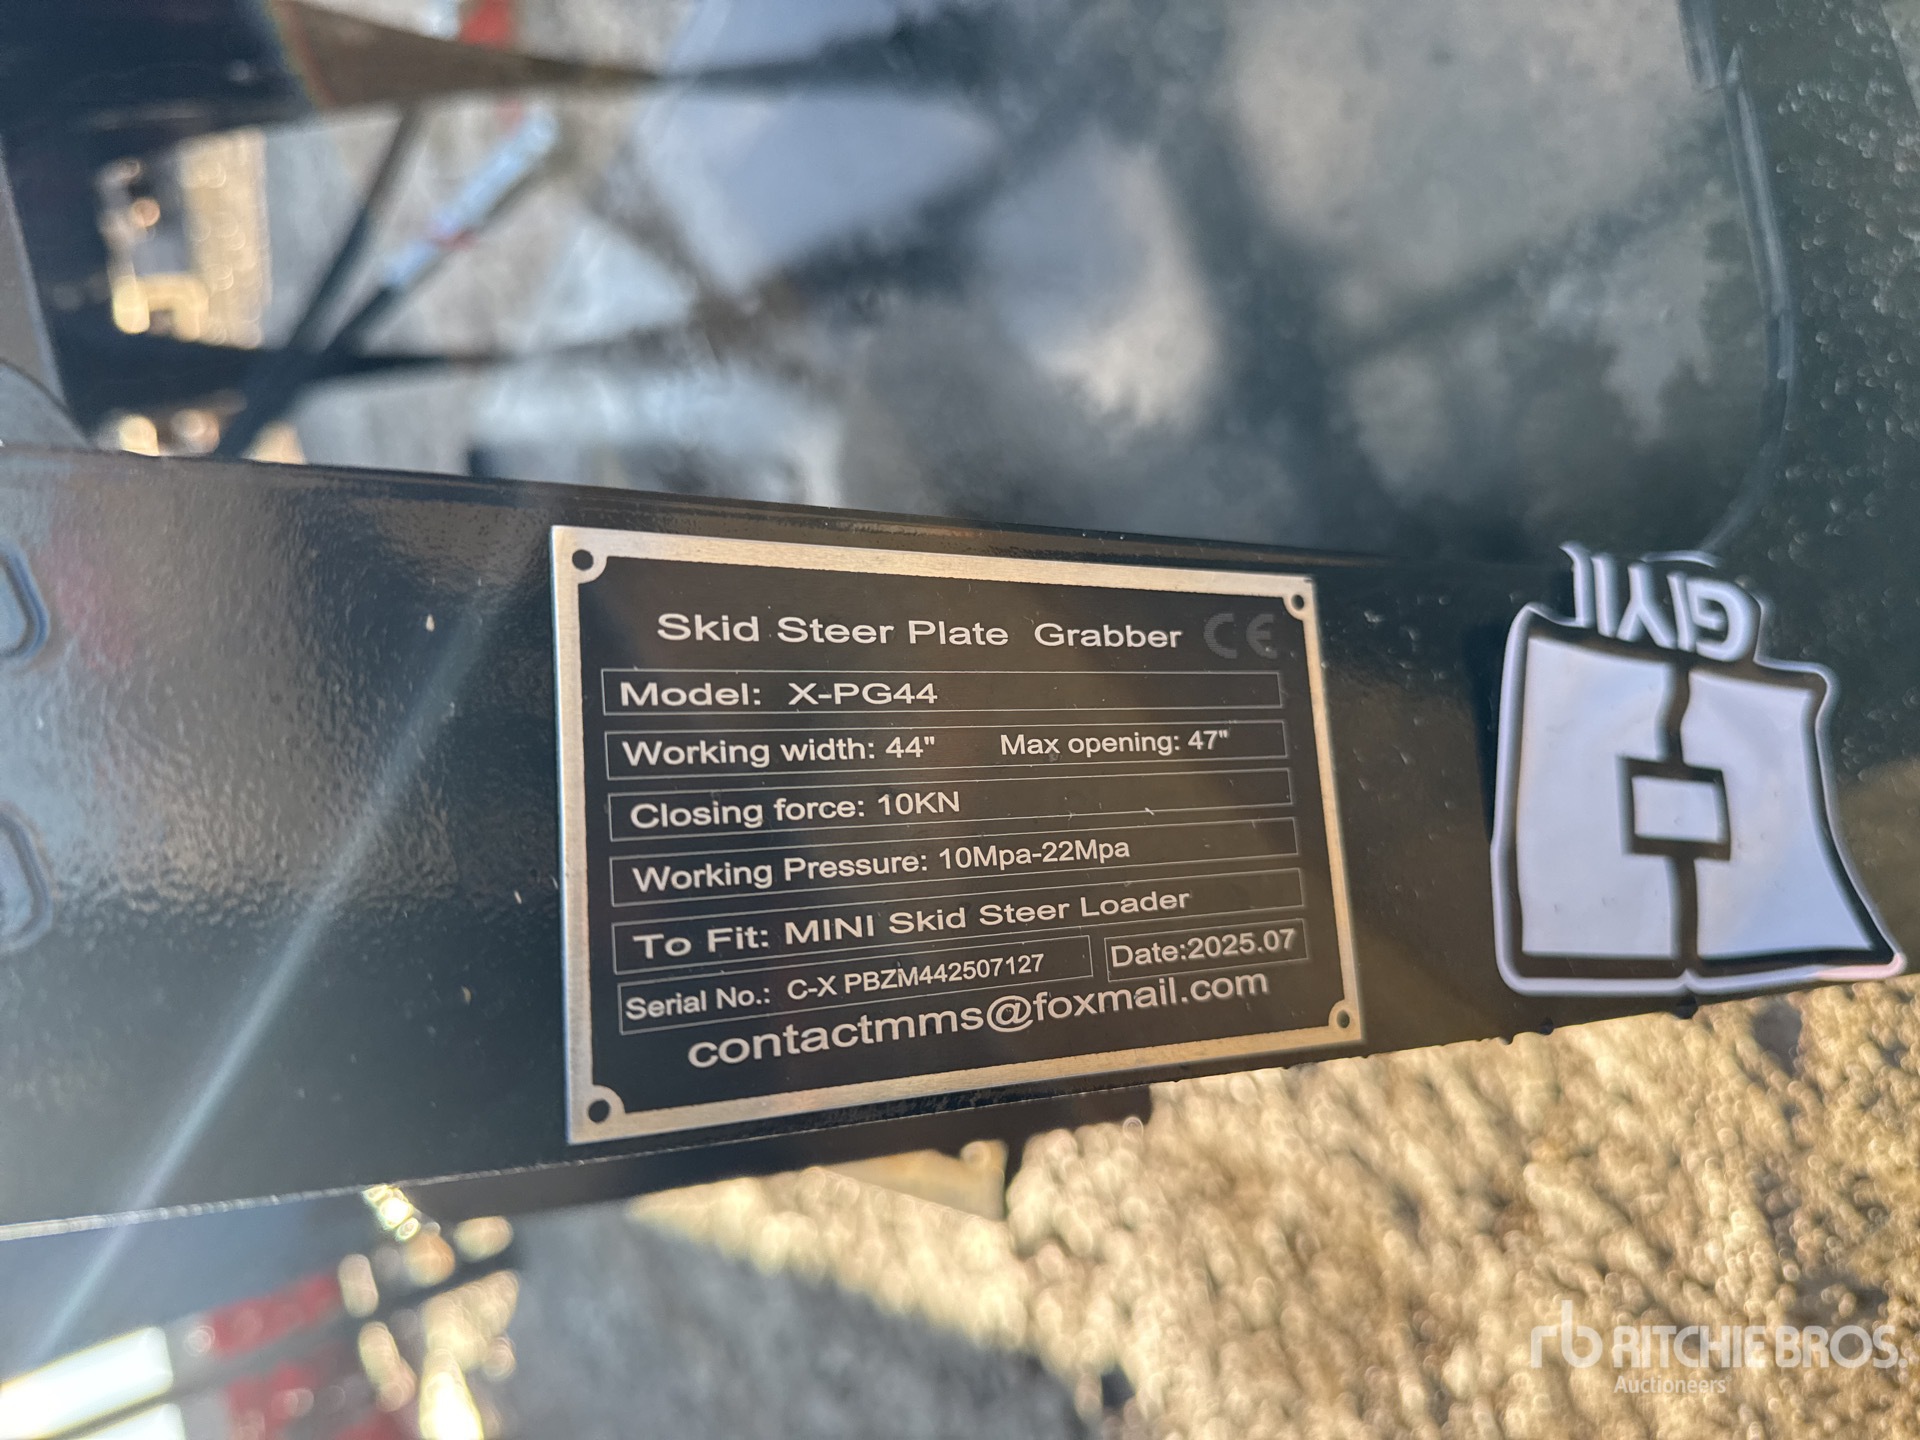 Skid Steer Plate Grabber CE
Model: X-PG44
Working width: 44" Max opening: 47"
Closing force: 10KN
Working Pressure: 10Mpa-22Mpa
To Fit: MINI Skid Steer Loader
Serial No.: C-X PBZM442507127 Date:2025.07
contactmms@foxmail.com
rb RITCHIE BROS.
Auctioneers